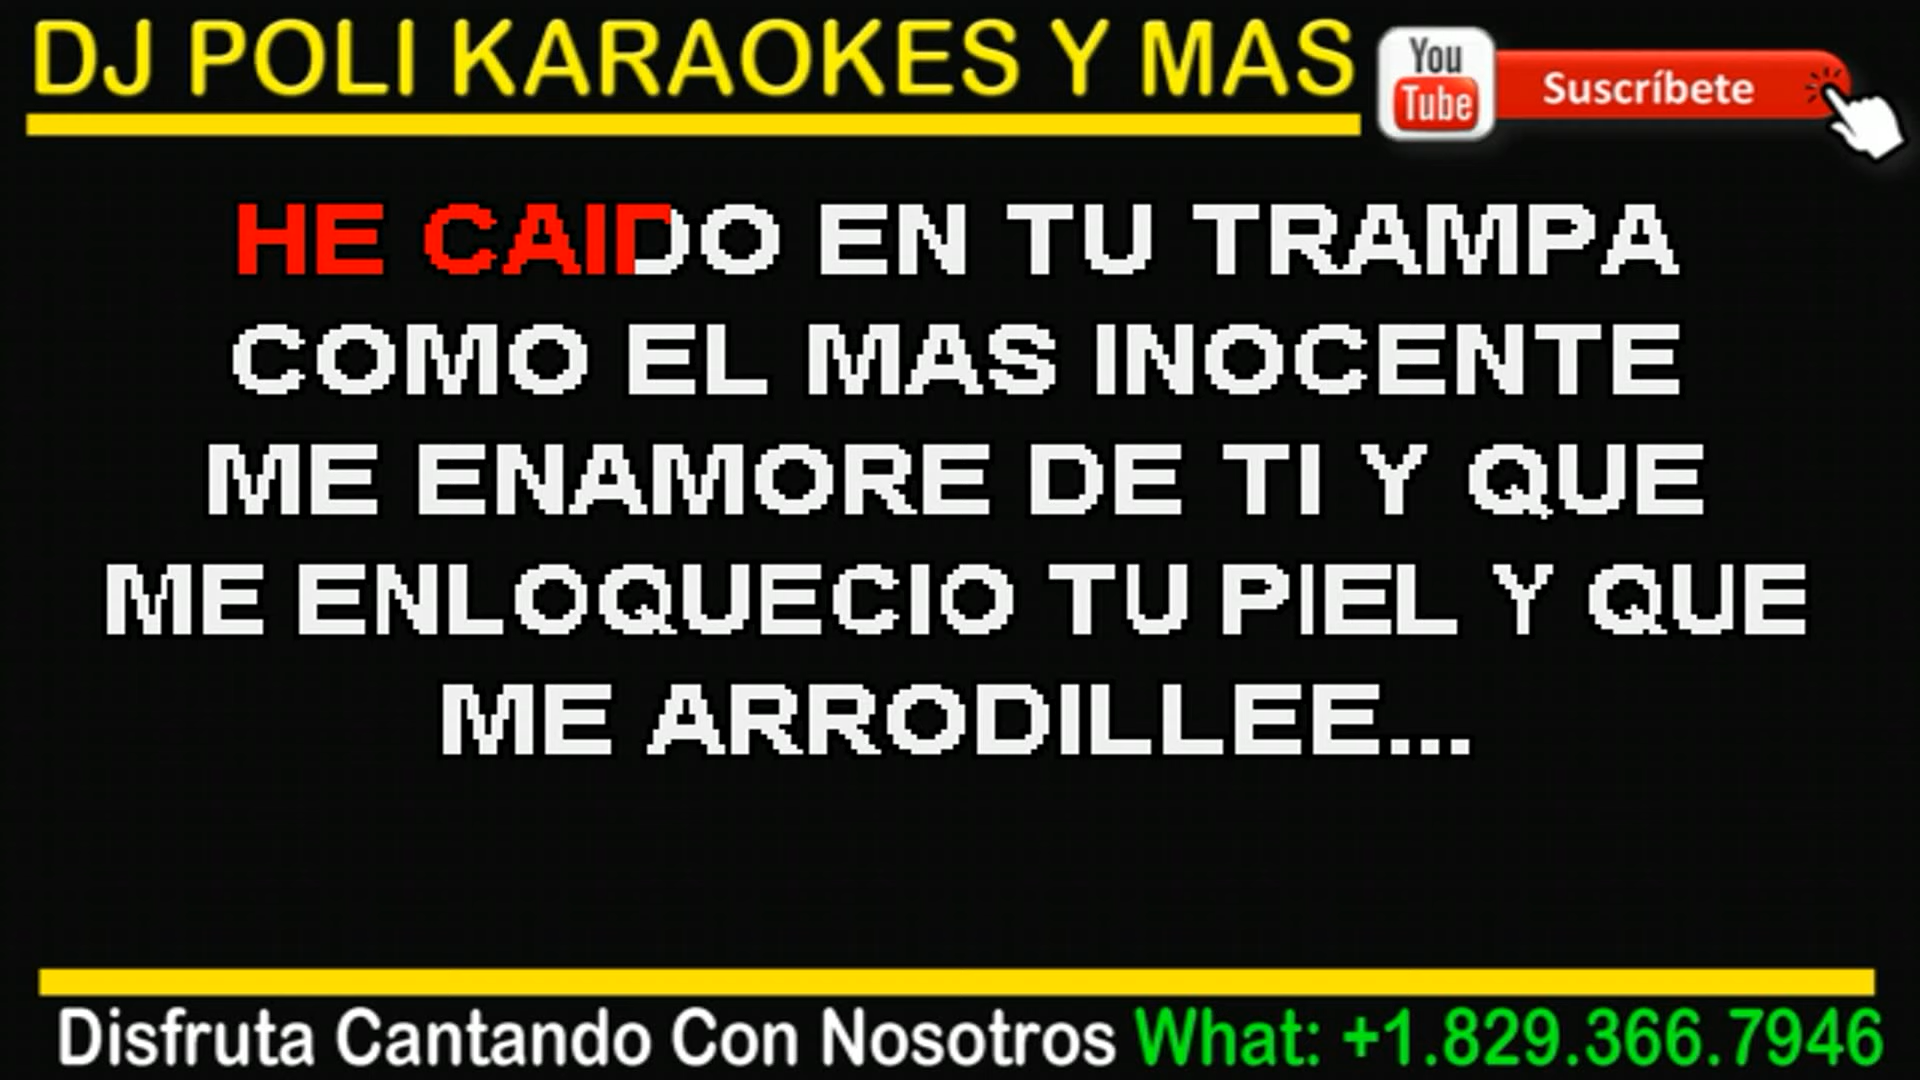 DJ POLI KARAOKES Y MAS
You
Tube
Suscríbete
HE CAIDO EN TU TRAMPA
COMO EL MAS INOCENTE
ME ENAMORE DE TI Y QUE
ME ENLOQUECIO TU PIEL Y QUE
ME ARRODILLEE...
Disfruta Cantando Con Nosotros What: +1.829.366.7946